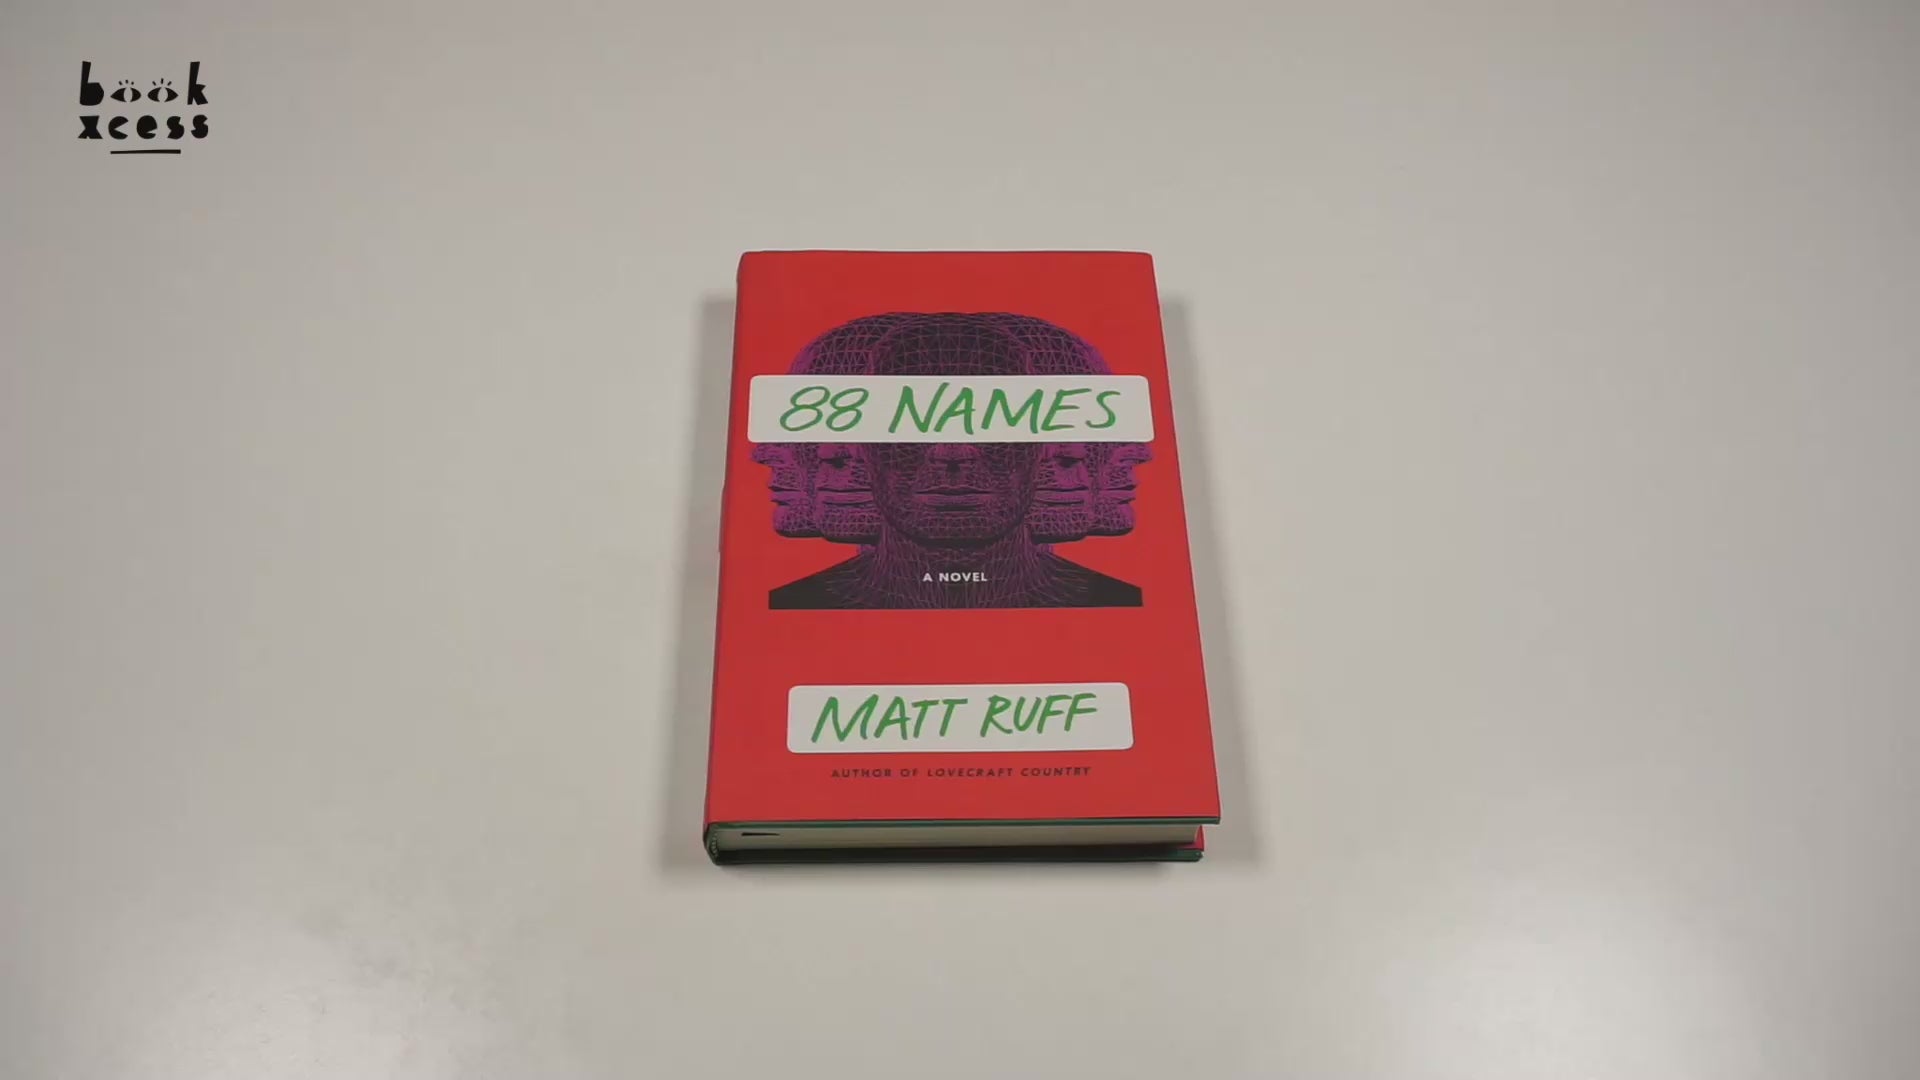 book
xcess
88 NAMES
A NOVEL
MATT RUFF
AUTHOR OF LOVECRAFT COUNTRY